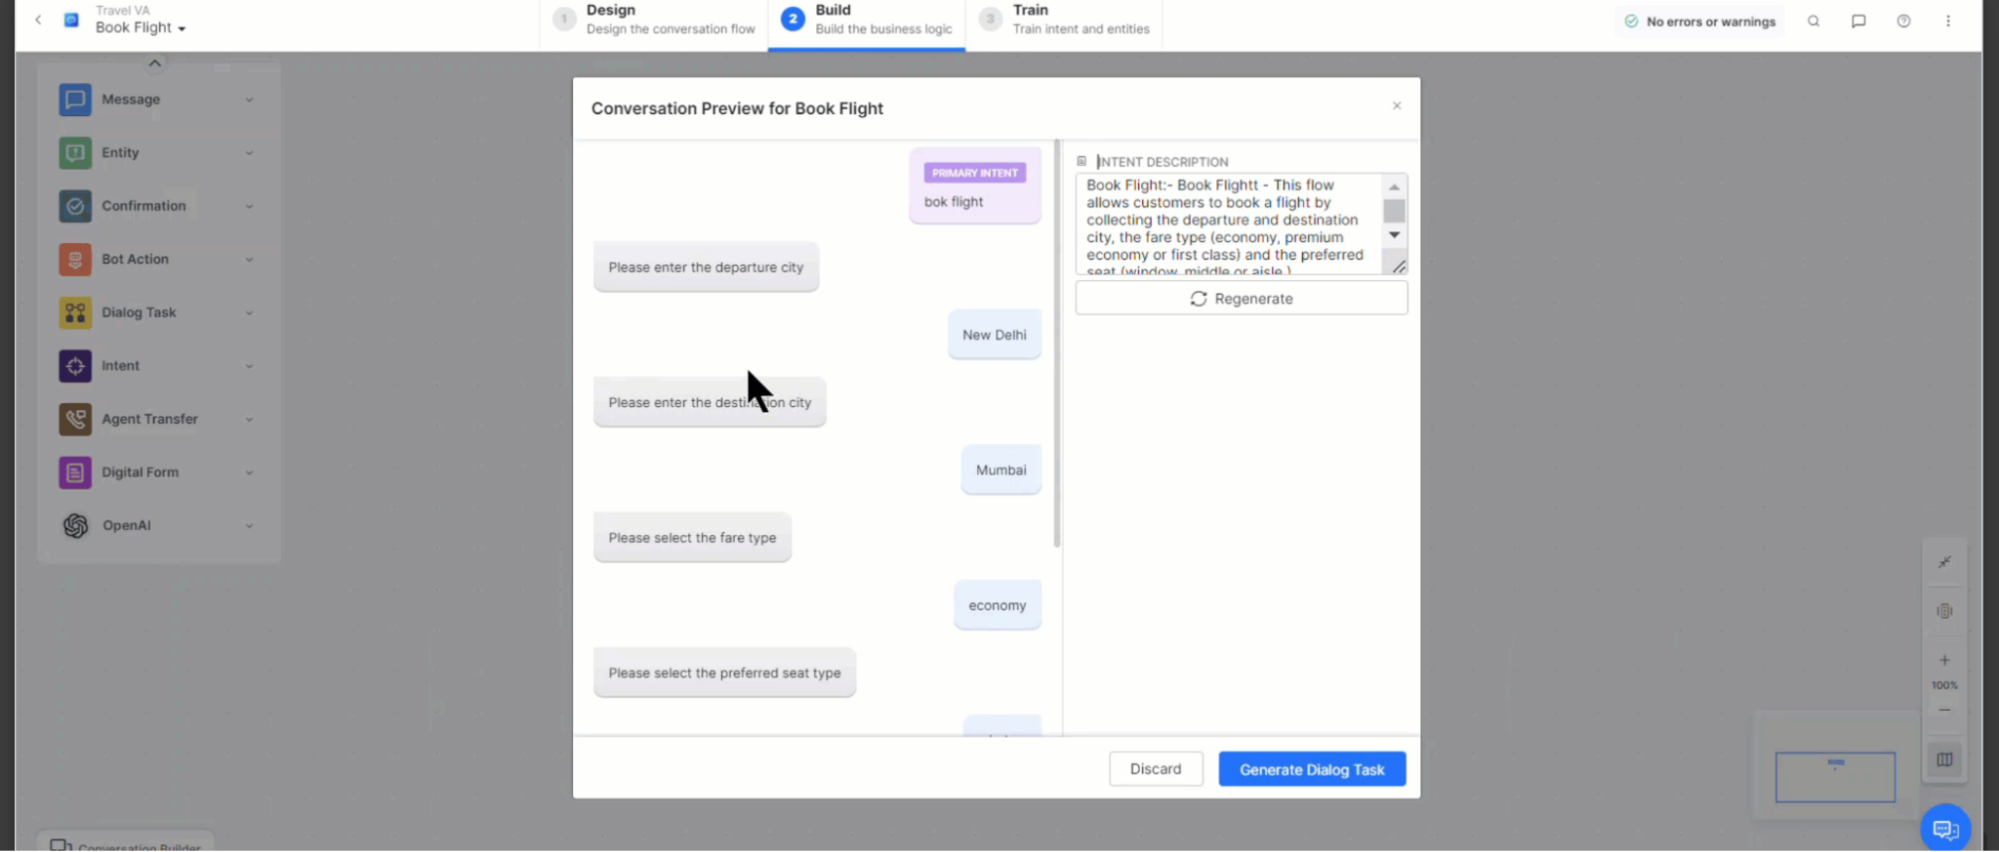 Travel VA
Book Flight
1
Design
Design the conversation flow
2
Build
Build the business logic
3
Train
Train intent and entities
No errors or warnings
Message
Entity
Confirmation
Bot Action
Dialog Task
Intent
Agent Transfer
Digital Form
OpenAI
Conversation Preview for Book Flight
PRIMARY INTENT
bok flight
Please enter the departure city
New Delhi
Please enter the destination city
Mumbai
Please select the fare type
economy
Please select the preferred seat type
INTENT DESCRIPTION
Book Flight:- Book Flightt - This flow
allows customers to book a flight by
collecting the departure and destination
city, the fare type (economy, premium
economy or first class) and the preferred
seat (window, middle or aisle.)
Regenerate
Discard
Generate Dialog Task
100%
Conversation Builder